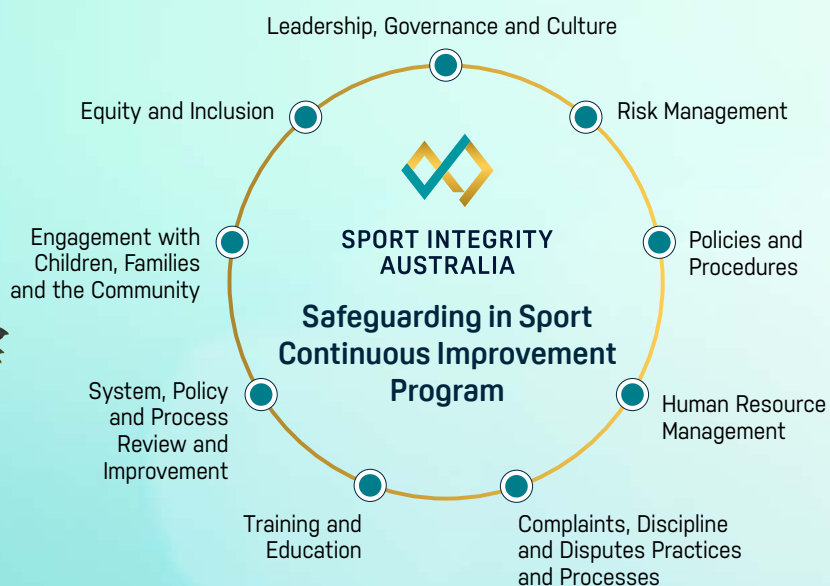 Leadership, Governance and Culture
Equity and Inclusion
Risk Management
SPORT INTEGRITY
AUSTRALIA
Safeguarding in Sport
Continuous Improvement
Program
Engagement with
Children, Families
and the Community
Policies and
Procedures
System, Policy
and Process
Review and
Improvement
Human Resource
Management
Training and
Education
Complaints, Discipline
and Disputes Practices
and Processes